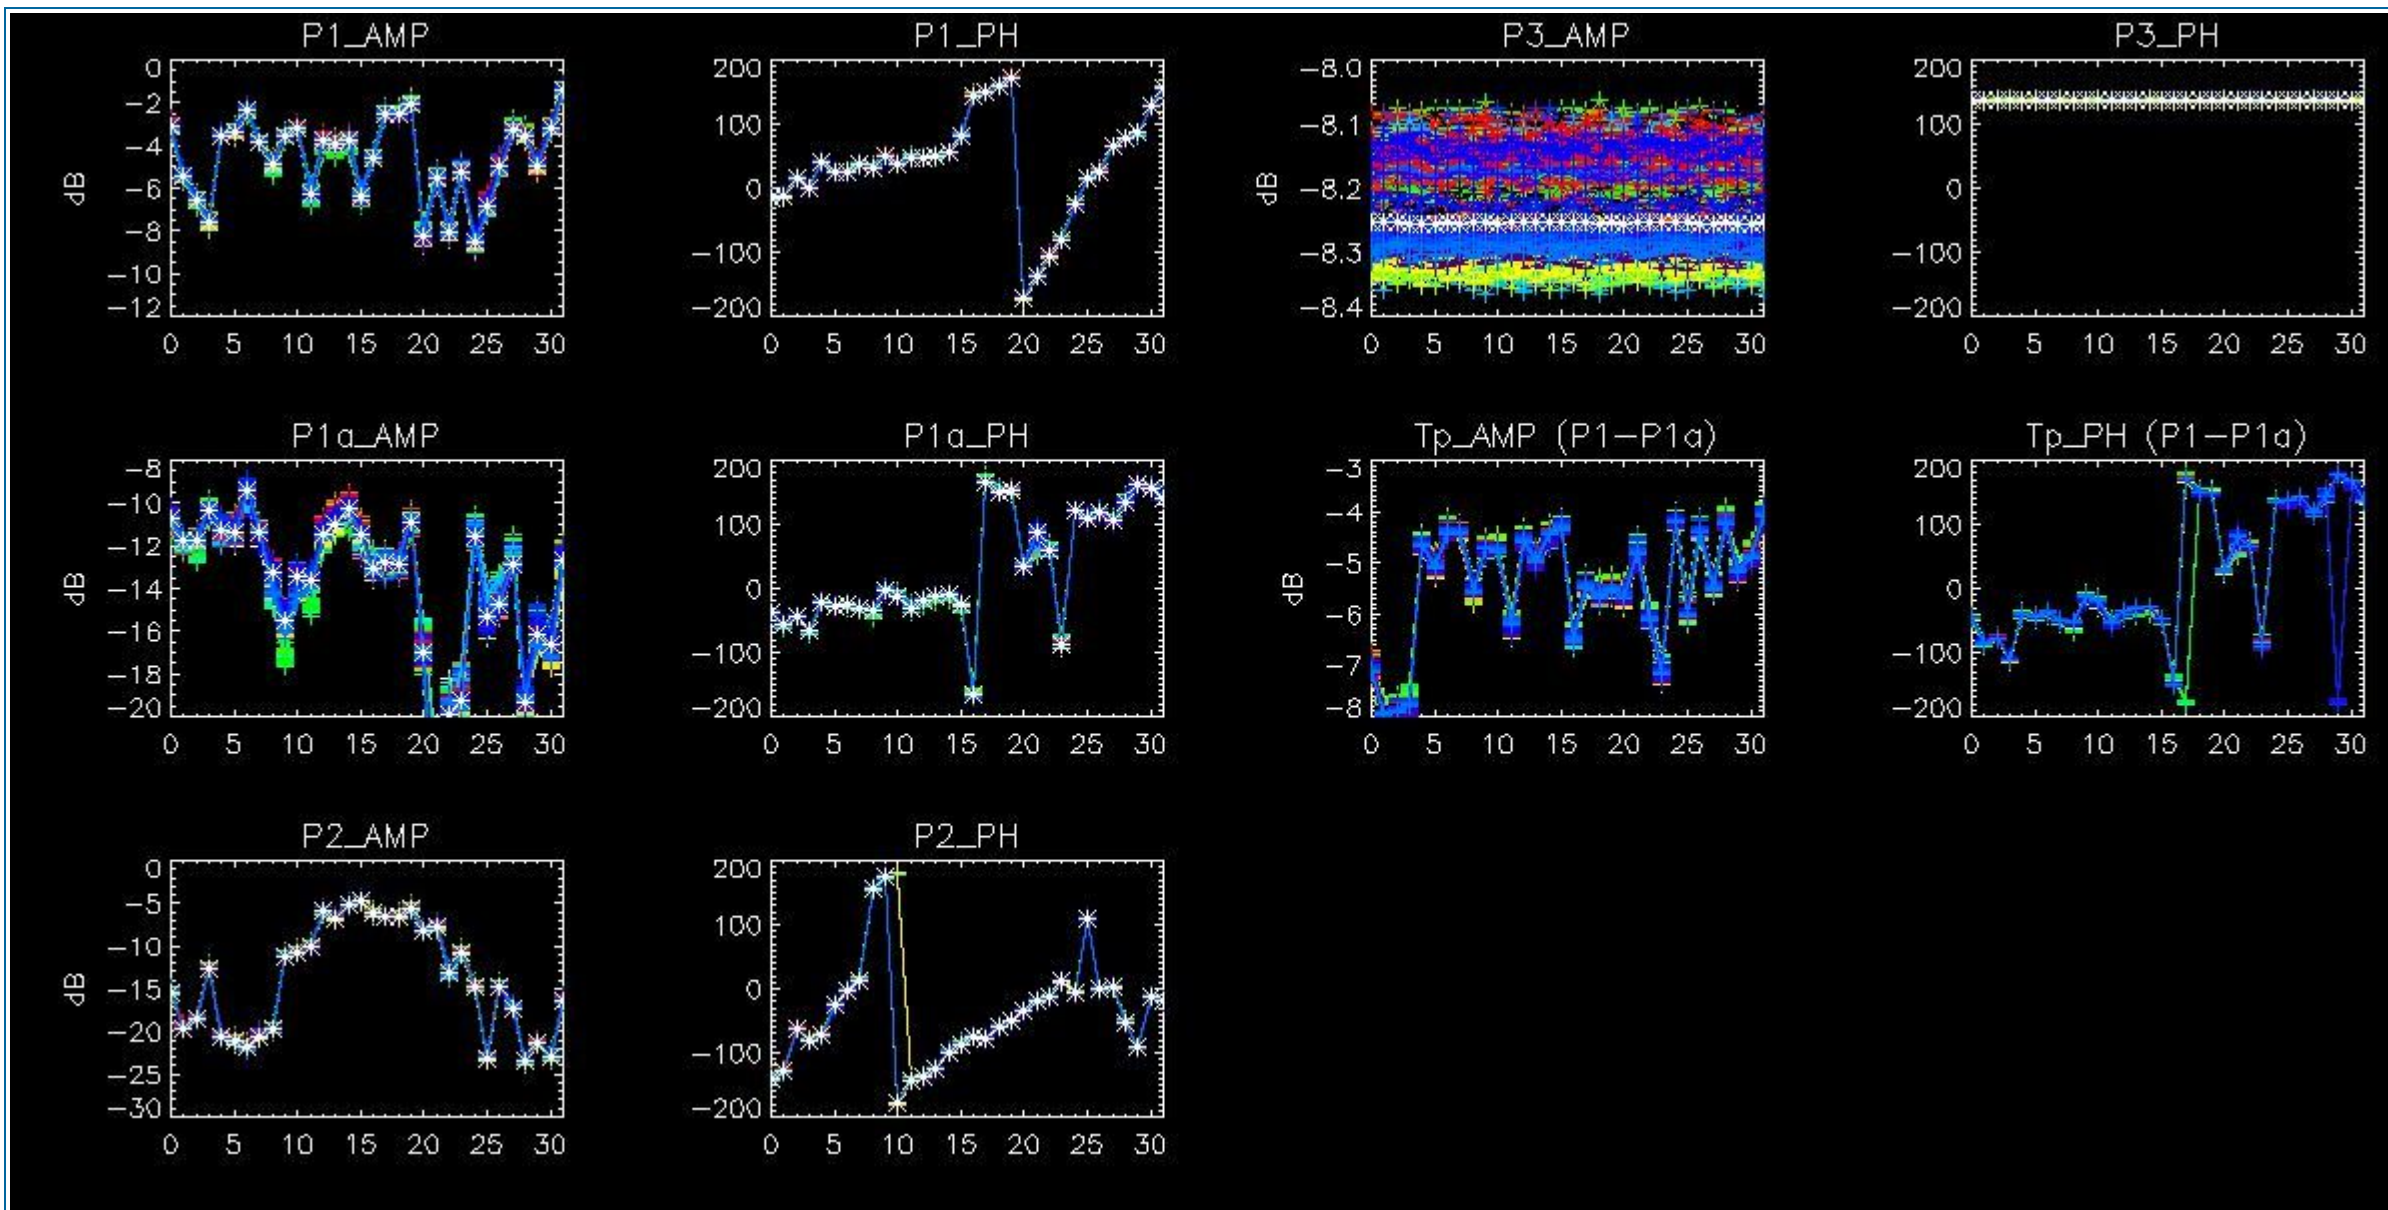 P1_AMP
P1_PH
P3_AMP
P3_PH
0
−2
−4
−6
−8
−10
−12
dB
0 5 10 15 20 25 30
200
100
0
−100
−200
0 5 10 15 20 25 30
−8.0
−8.1
−8.2
−8.3
−8.4
dB
0 5 10 15 20 25 30
200
100
0
−100
−200
0 5 10 15 20 25 30
P1a_AMP
P1a_PH
Tp_AMP (P1−P1a)
Tp_PH (P1−P1a)
−8
−10
−12
−14
−16
−18
−20
dB
0 5 10 15 20 25 30
200
100
0
−100
−200
0 5 10 15 20 25 30
−3
−4
−5
−6
−7
−8
dB
0 5 10 15 20 25 30
200
100
0
−100
−200
0 5 10 15 20 25 30
P2_AMP
P2_PH
0
−5
−10
−15
−20
−25
−30
dB
0 5 10 15 20 25 30
200
100
0
−100
−200
0 5 10 15 20 25 30